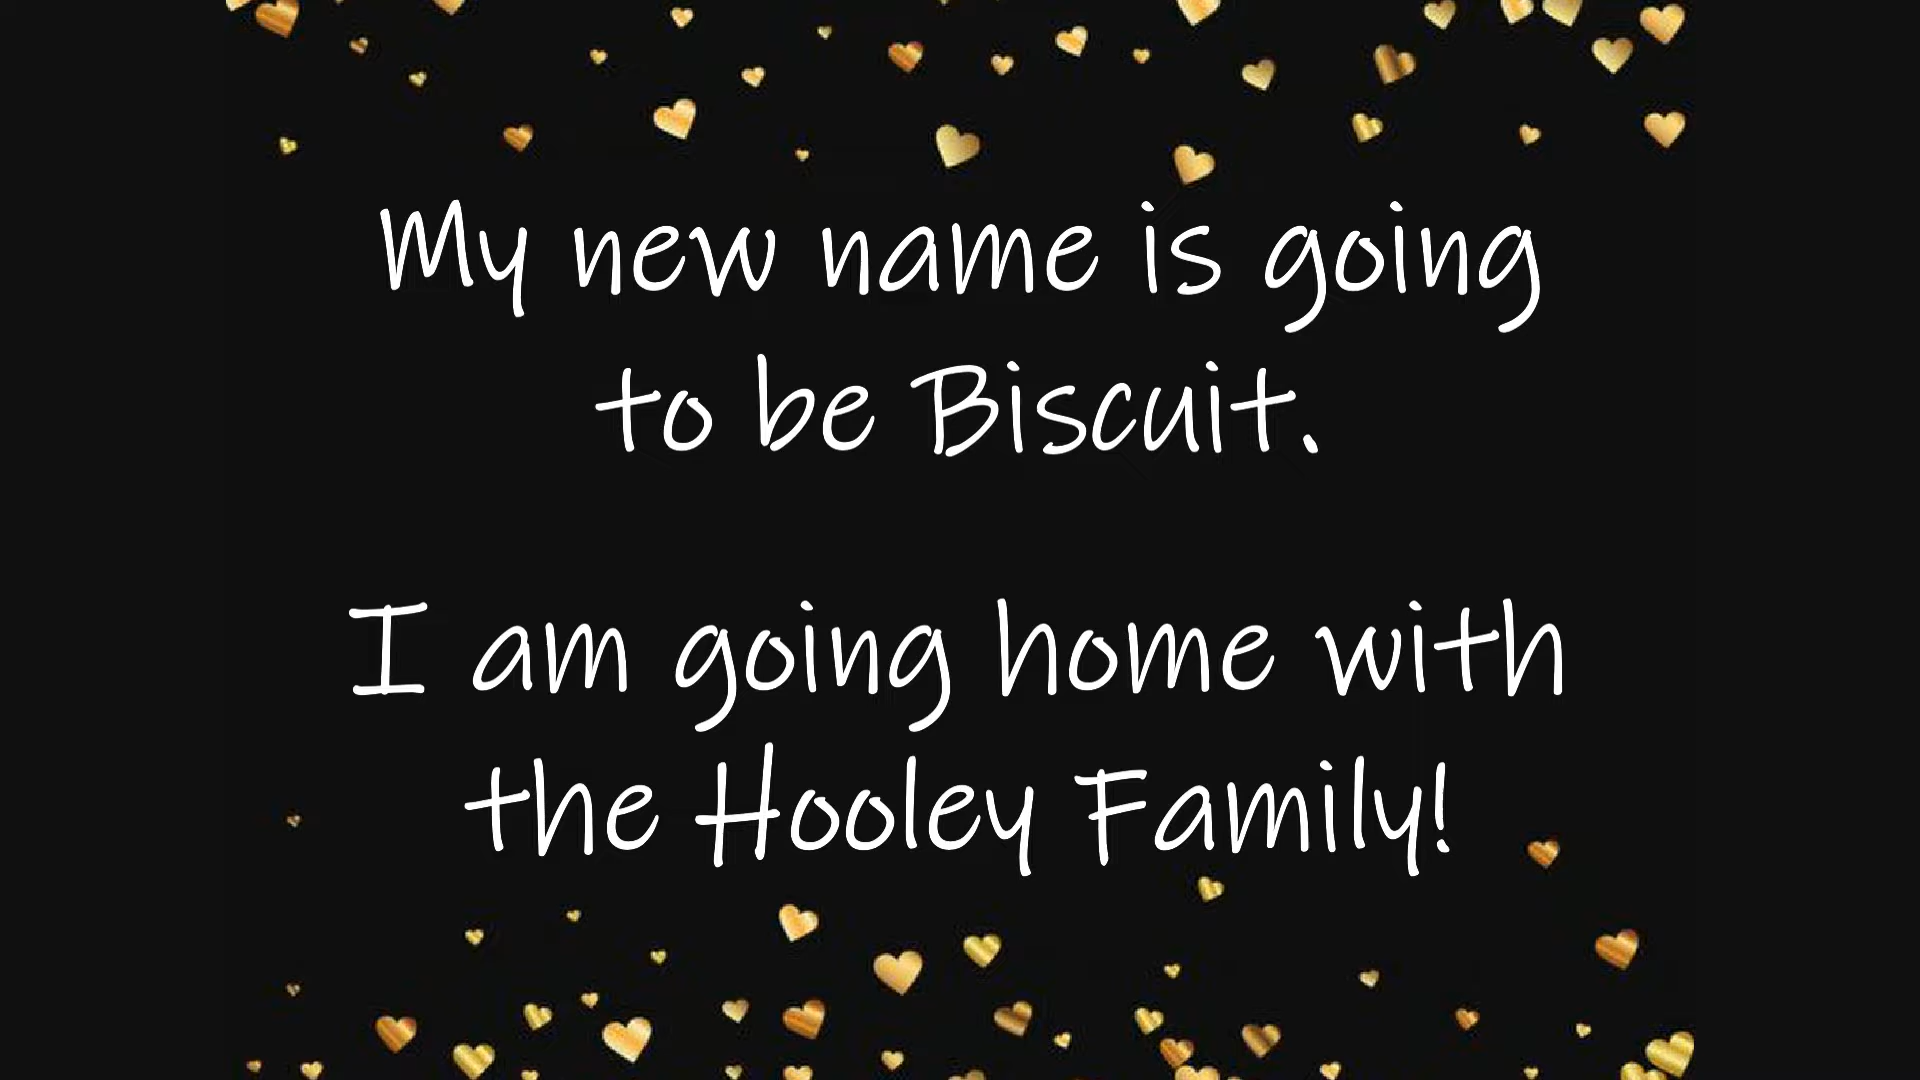 My new name is going
to be Biscuit.
I am going home with
the Hooley Family!